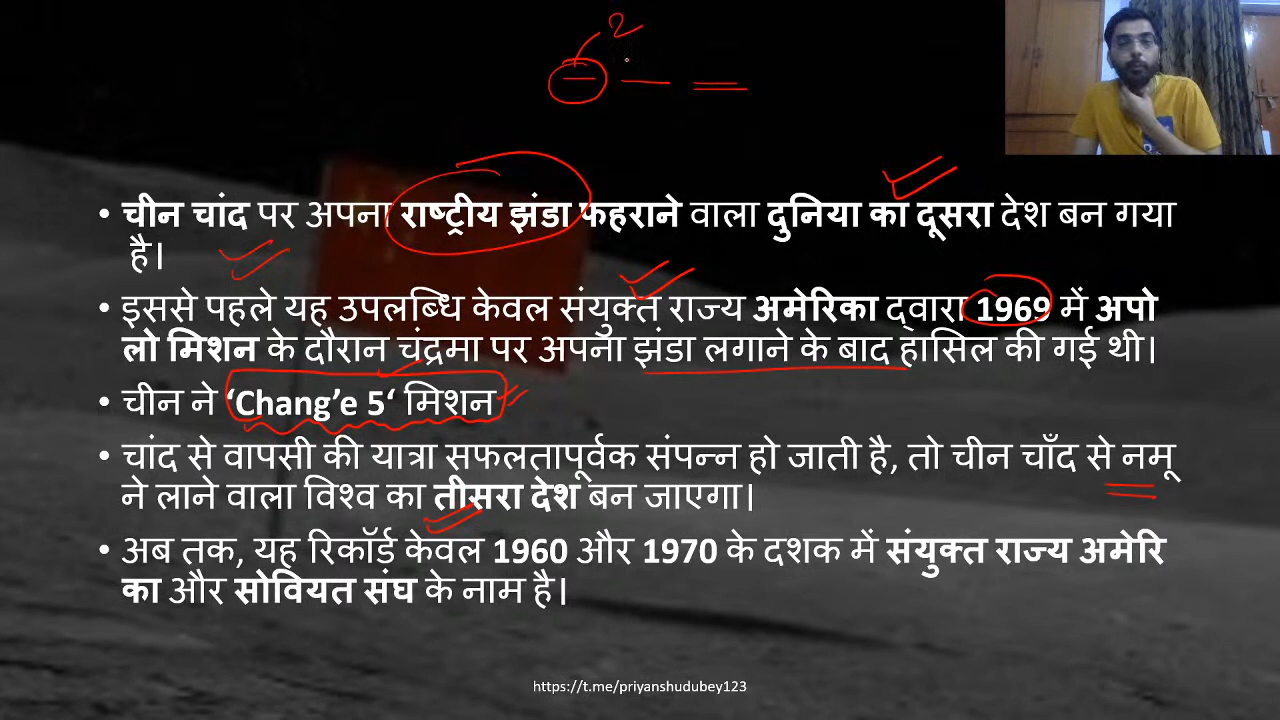 2
• चीन चांद पर अपना राष्ट्रीय झंडा फहराने वाला दुनिया का दूसरा देश बन गया
है।
• इससे पहले यह उपलब्धि केवल संयुक्त राज्य अमेरिका द्वारा 1969 में अपो
लो मिशन के दौरान चंद्रमा पर अपना झंडा लगाने के बाद हासिल की गई थी।
• चीन ने ‘Chang’e 5‘ मिशन
• चांद से वापसी की यात्रा सफलतापूर्वक संपन्न हो जाती है, तो चीन चाँद से नमू
ने लाने वाला विश्व का तीसरा देश बन जाएगा।
• अब तक, यह रिकॉर्ड केवल 1960 और 1970 के दशक में संयुक्त राज्य अमेरि
का और सोवियत संघ के नाम है।
https://t.me/priyanshudubey123